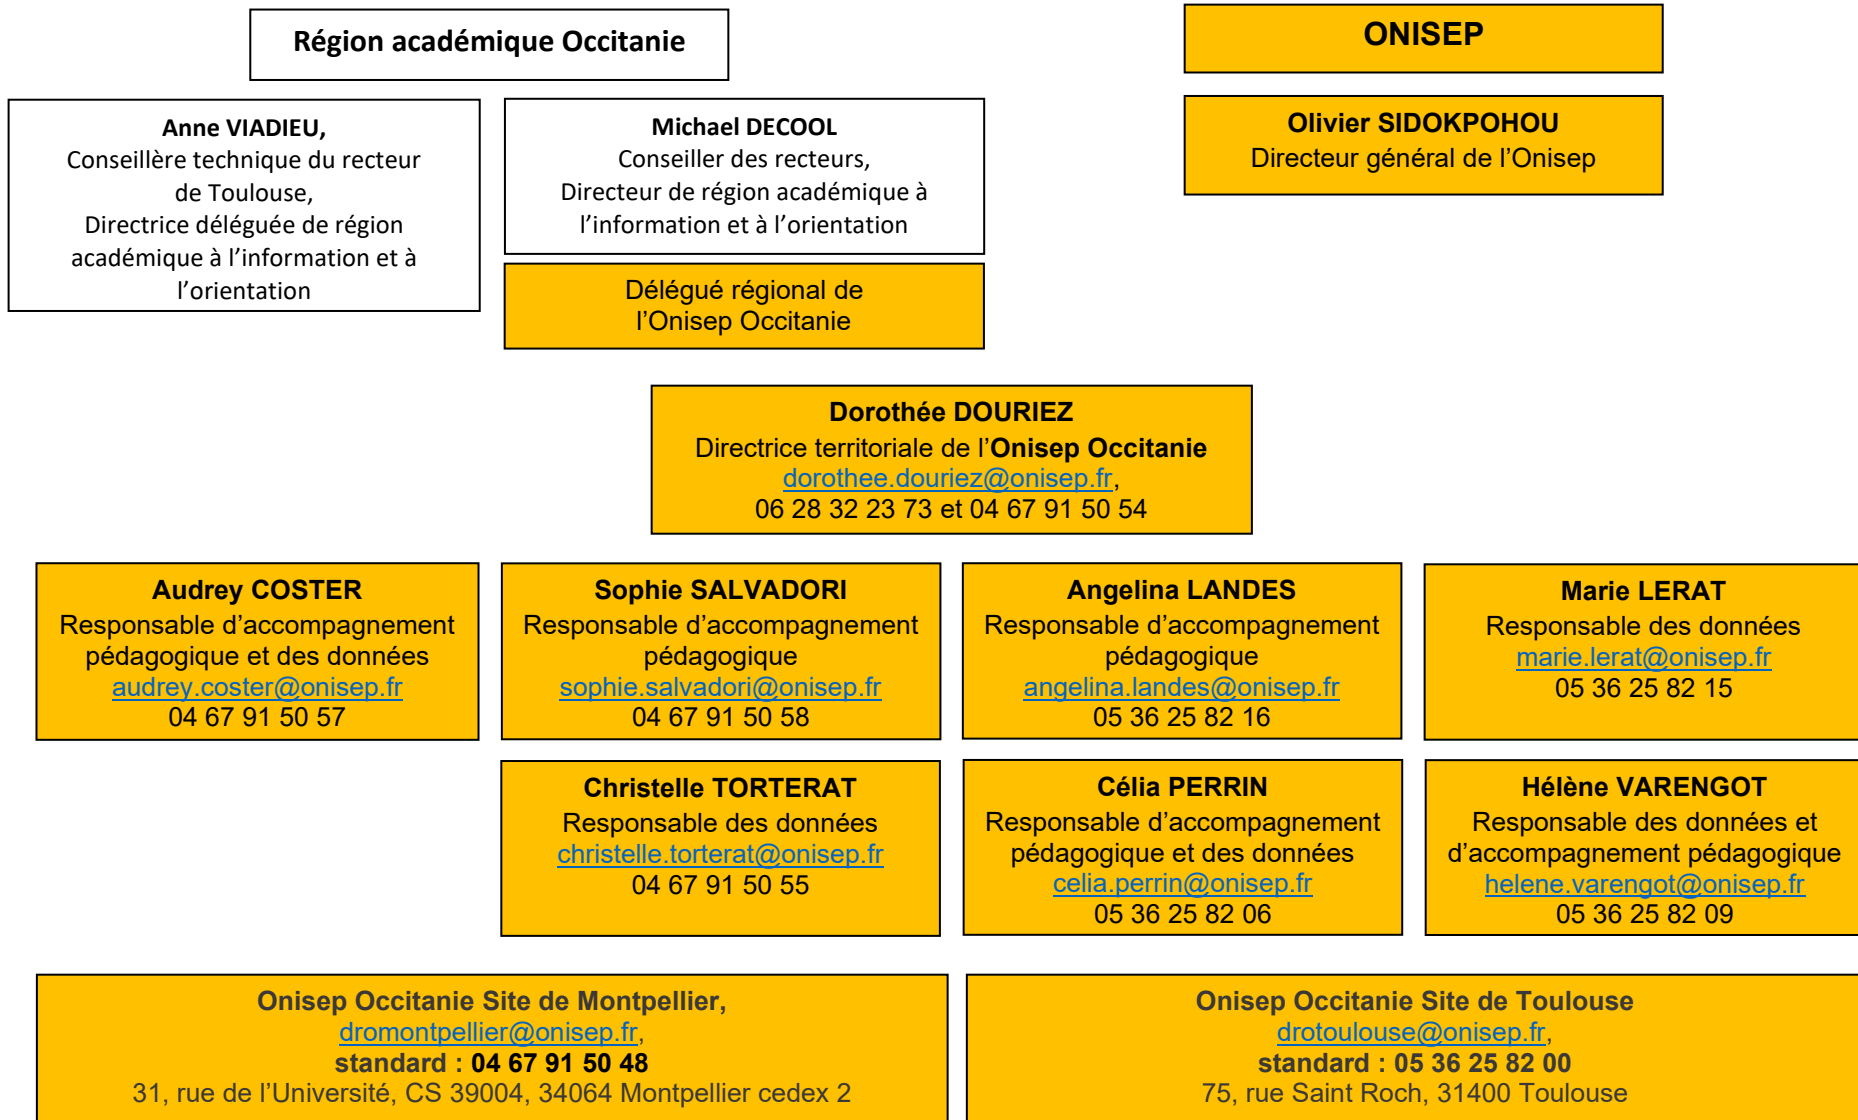 Région académique Occitanie
ONISEP
Anne VIADIEU,
Conseillère technique du recteur
de Toulouse,
Directrice déléguée de région
académique à l’information et à
l’orientation
Michael DECOOL
Conseiller des recteurs,
Directeur de région académique à
l’information et à l’orientation
Délégué régional de
l’Onisep Occitanie
Olivier SIDOKPOHOU
Directeur général de l’Onisep
Dorothée DOURIEZ
Directrice territoriale de l’Onisep Occitanie
dorothee.douriez@onisep.fr,
06 28 32 23 73 et 04 67 91 50 54
Audrey COSTER
Responsable d’accompagnement
pédagogique et des données
audrey.coster@onisep.fr
04 67 91 50 57
Sophie SALVADORI
Responsable d’accompagnement
pédagogique
sophie.salvadori@onisep.fr
04 67 91 50 58
Angelina LANDES
Responsable d’accompagnement
pédagogique
angelina.landes@onisep.fr
05 36 25 82 16
Marie LERAT
Responsable des données
marie.lerat@onisep.fr
05 36 25 82 15
Christelle TORTERAT
Responsable des données
christelle.torterat@onisep.fr
04 67 91 50 55
Célia PERRIN
Responsable d’accompagnement
pédagogique et des données
celia.perrin@onisep.fr
05 36 25 82 06
Hélène VARENGOT
Responsable des données et
d’accompagnement pédagogique
helene.varengot@onisep.fr
05 36 25 82 09
Onisep Occitanie Site de Montpellier,
dromontpellier@onisep.fr,
standard : 04 67 91 50 48
31, rue de l’Université, CS 39004, 34064 Montpellier cedex 2
Onisep Occitanie Site de Toulouse
drotoulouse@onisep.fr,
standard : 05 36 25 82 00
75, rue Saint Roch, 31400 Toulouse